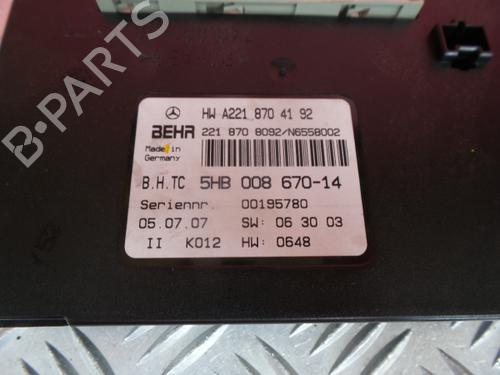 HW A221 870 41 92
BEHR 221 870 8092/N6558002
Made in
Germany
B.H.TC 5HB 008 670-14
Seriennr. 00195780
05.07.07 SW: 06 30 03
II K012 HW: 0648
B-PARTS